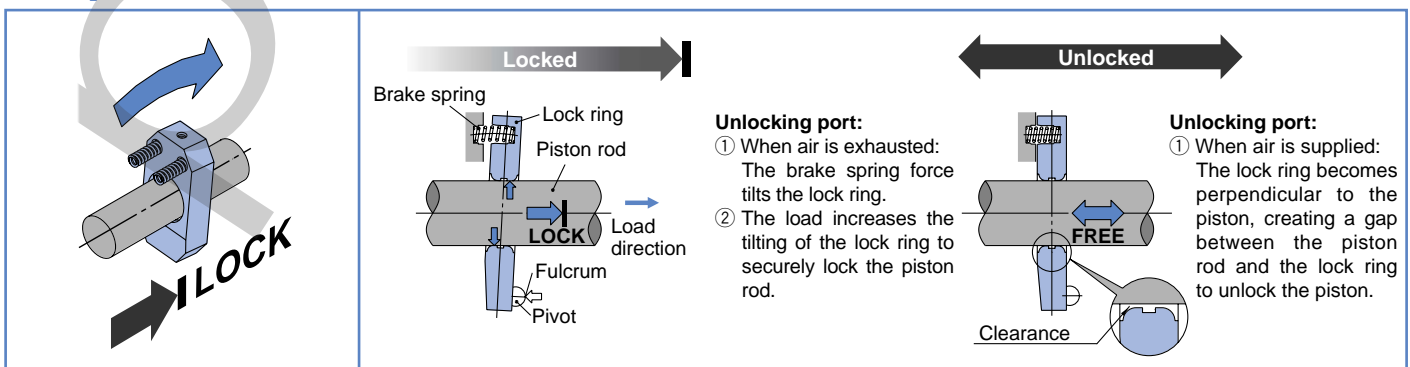 LOCK
Locked
Brake spring
Lock ring
Piston rod
LOCK
Load
direction
Fulcrum
Pivot
Unlocking port:
① When air is exhausted:
The brake spring force
tilts the lock ring.
② The load increases the
tilting of the lock ring to
securely lock the piston
rod.
Unlocked
FREE
Clearance
Unlocking port:
① When air is supplied:
The lock ring becomes
perpendicular to the
piston, creating a gap
between the piston
rod and the lock ring
to unlock the piston.